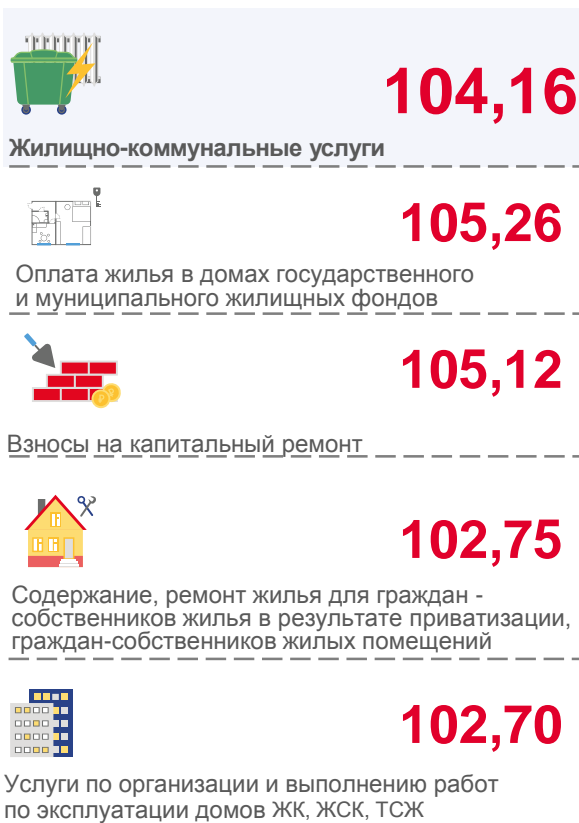 104,16
Жилищно-коммунальные услуги
105,26
Оплата жилья в домах государственного
и муниципального жилищных фондов
105,12
Взносы на капитальный ремонт
102,75
Содержание, ремонт жилья для граждан -
собственников жилья в результате приватизации,
граждан-собственников жилых помещений
102,70
Услуги по организации и выполнению работ
по эксплуатации домов ЖК, ЖСК, ТСЖ